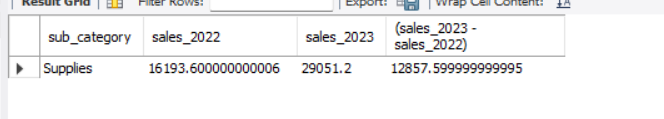 Result Grid Filter Rows: Export: Wrap Cell Content: IA
sub_category sales_2022 sales_2023 (sales_2023 -
sales_2022)
Supplies 16193.600000000006 29051.2 12857.599999999995